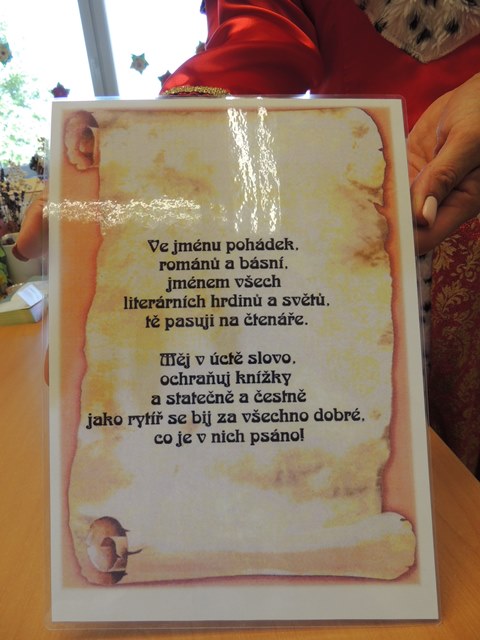 Ve jménu pohádek,
románů a básní,
jménem všech
literárních hrdinů a světů,
tě pasuji na čtenáře.
Měj v úctě slovo,
ochraňuj knížky
a statečně a čestně
jako rytíř se bij za všechno dobré,
co je v nich psáno!